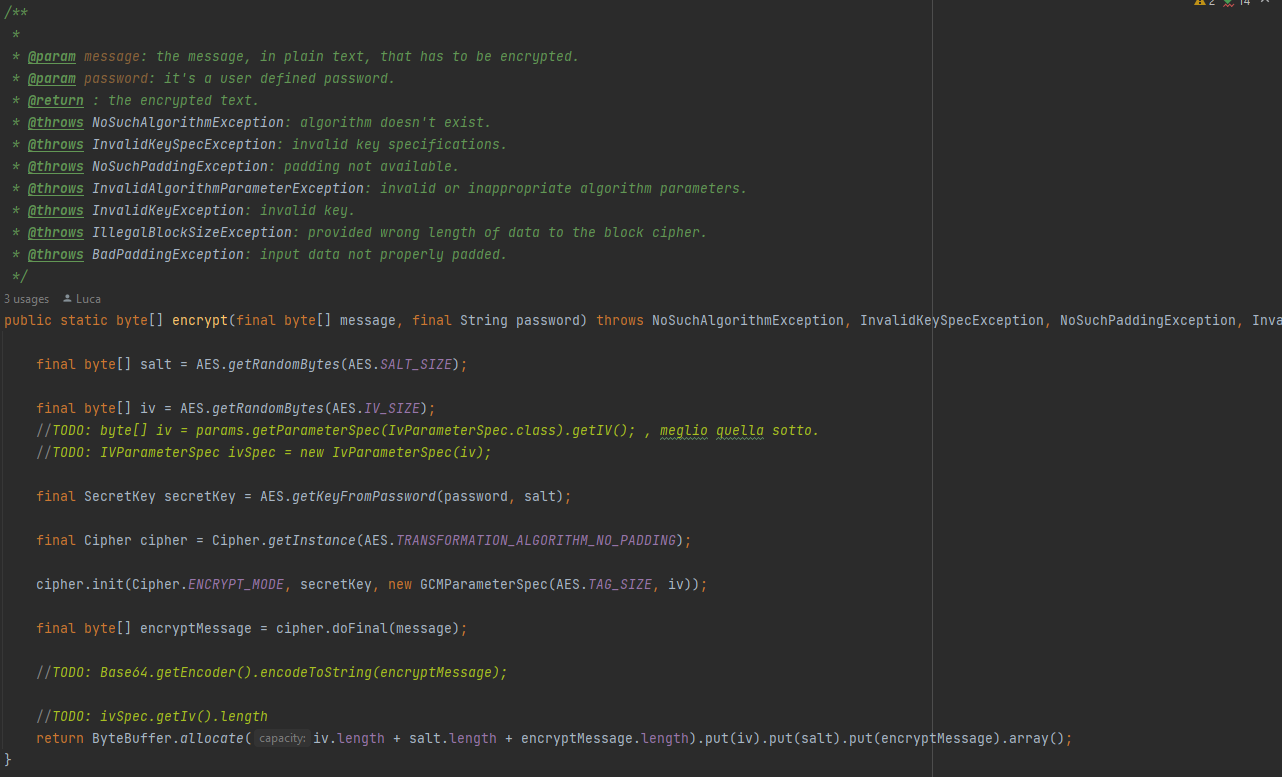 2 14
/**
*
* @param message: the message, in plain text, that has to be encrypted.
* @param password: it's a user defined password.
* @return : the encrypted text.
* @throws NoSuchAlgorithmException: algorithm doesn't exist.
* @throws InvalidKeySpecException: invalid key specifications.
* @throws NoSuchPaddingException: padding not available.
* @throws InvalidAlgorithmParameterException: invalid or inappropriate algorithm parameters.
* @throws InvalidKeyException: invalid key.
* @throws IllegalBlockSizeException: provided wrong length of data to the block cipher.
* @throws BadPaddingException: input data not properly padded.
*/
3 usages Luca
public static byte[] encrypt(final byte[] message, final String password) throws NoSuchAlgorithmException, InvalidKeySpecException, NoSuchPaddingException, Inva
final byte[] salt = AES.getRandomBytes(AES.SALT_SIZE);
final byte[] iv = AES.getRandomBytes(AES.IV_SIZE);
//TODO: byte[] iv = params.getParameterSpec(IvParameterSpec.class).getIV(); , meglio quella sotto.
//TODO: IVParameterSpec ivSpec = new IvParameterSpec(iv);
final SecretKey secretKey = AES.getKeyFromPassword(password, salt);
final Cipher cipher = Cipher.getInstance(AES.TRANSFORMATION_ALGORITHM_NO_PADDING);
cipher.init(Cipher.ENCRYPT_MODE, secretKey, new GCMParameterSpec(AES.TAG_SIZE, iv));
final byte[] encryptMessage = cipher.doFinal(message);
//TODO: Base64.getEncoder().encodeToString(encryptMessage);
//TODO: ivSpec.getIv().length
return ByteBuffer.allocate( capacity: iv.length + salt.length + encryptMessage.length).put(iv).put(salt).put(encryptMessage).array();
}